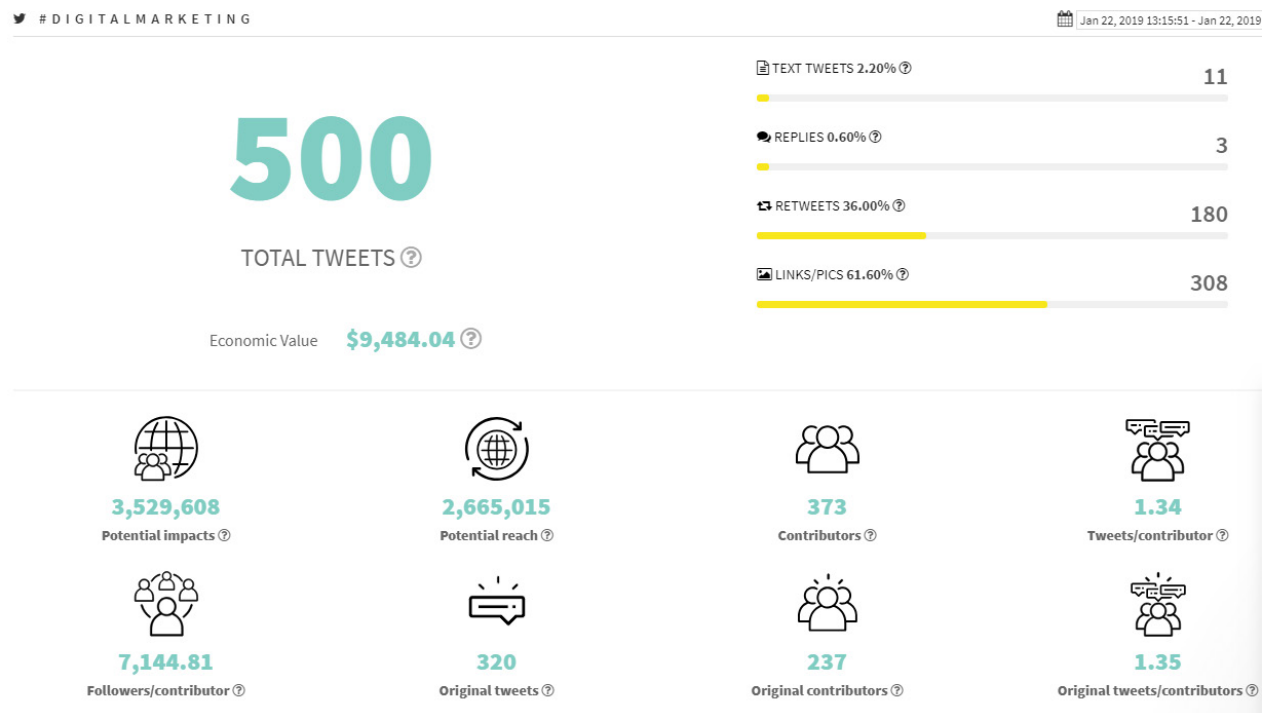 #DIGITALMARKETING
Jan 22, 2019 13:15:51 - Jan 22, 2019
500
TOTAL TWEETS ?
Economic Value $9,484.04 ?
TEXT TWEETS 2.20% ?
11
REPLIES 0.60% ?
3
RETWEETS 36.00% ?
180
LINKS/PICS 61.60% ?
308
3,529,608
Potential impacts ?
2,665,015
Potential reach ?
373
Contributors ?
1.34
Tweets/contributor ?
7,144.81
Followers/contributor ?
320
Original tweets ?
237
Original contributors ?
1.35
Original tweets/contributors ?